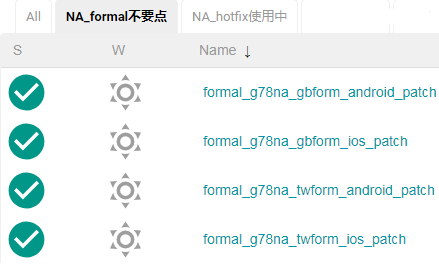 All NA_formal不要点 NA_hotfix使用中
S W Name ↓
formal_g78na_gbform_android_patch
formal_g78na_gbform_ios_patch
formal_g78na_twform_android_patch
formal_g78na_twform_ios_patch